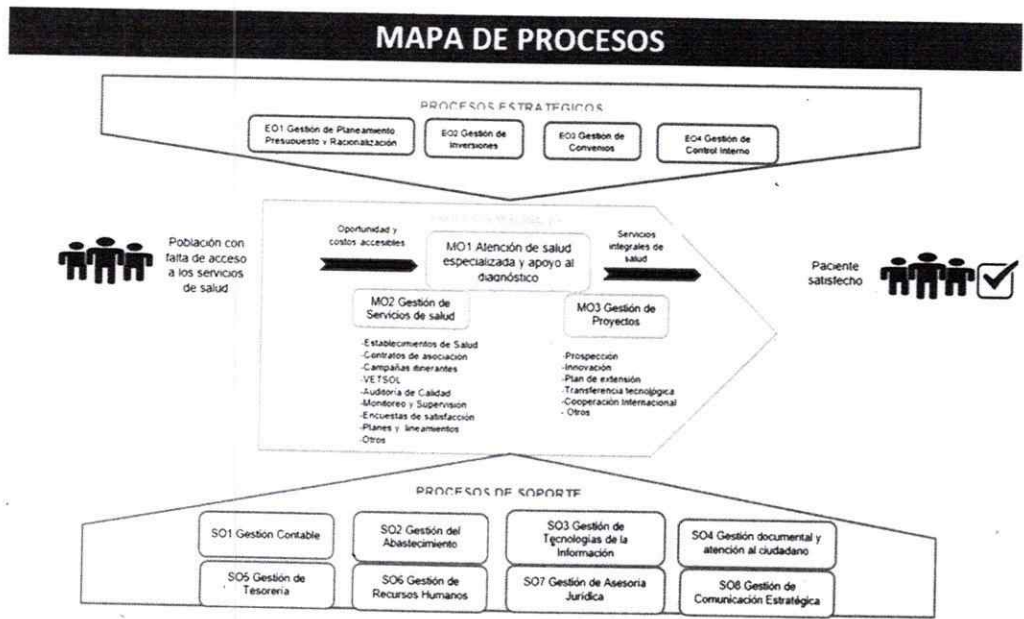 MAPA DE PROCESOS
PROCESOS ESTRATEGICOS
EO1 Gestión de Planeamiento
Presupuesto y Racionalización
EO2 Gestión de
Inversiones
EO3 Gestión de
Convenios
EO4 Gestión de
Control Interno
Población con
falta de acceso
a los servicios
de salud
Oportunidad y
costos accesibles
MO1 Atención de salud
especializada y apoyo al
diagnóstico
Servicios
integrales de
salud
Paciente
satisfecho
MO2 Gestión de
Servicios de salud
-Establecimientos de Salud
-Contratos de asociación
-Campañas itinerantes
-VETSOL
-Auditoría de Calidad
-Monitoreo y Supervisión
-Encuestas de satisfacción
-Planes y lineamientos
-Otros
MO3 Gestión de
Proyectos
-Prospección
-Innovación
-Plan de extensión
-Transferencia tecnológica
-Cooperación Internacional
- Otros
PROCESOS DE SOPORTE
SO1 Gestión Contable
SO2 Gestión del
Abastecimiento
SO3 Gestión de
Tecnologías de la
Información
SO4 Gestión documental y
atención al ciudadano
SO5 Gestión de
Tesorería
SO6 Gestión de
Recursos Humanos
SO7 Gestión de Asesoria
Jurídica
SO8 Gestión de
Comunicación Estratégica